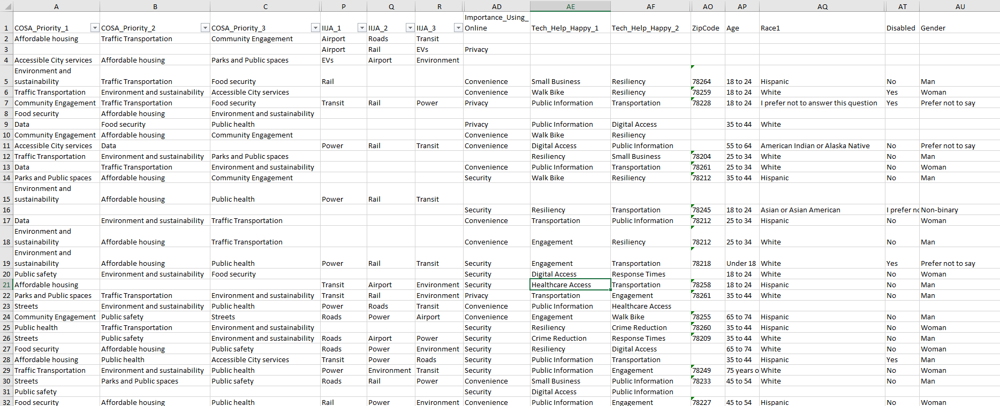 A B C P Q R AD AE AF AO AP AQ AT AU
Importance_Using_
1 COSA_Priority_1 COSA_Priority_2 COSA_Priority_3 IIJA_1 IIJA_2 IIJA_3 Online Tech_Help_Happy_1 Tech_Help_Happy_2 ZipCode Age Race1 Disabled Gender
2 Affordable housing Traffic Transportation Community Engagement Airport Roads Transit
3 Airport Rail EVs Privacy
4 Accessible City services Affordable housing Parks and Public spaces EVs Airport Environment
Environment and
5 sustainability Traffic Transportation Food security Rail Convenience Small Business Resiliency 78264 18 to 24 Hispanic No Man
6 Traffic Transportation Environment and sustainability Accessible City services Convenience Walk Bike Resiliency 78259 18 to 24 White Yes Woman
7 Community Engagement Traffic Transportation Food security Transit Rail Power Privacy Public Information Transportation 78228 18 to 24 I prefer not to answer this question Yes Prefer not to say
8 Food security Affordable housing Environment and sustainability
9 Data Food security Public health Privacy Public Information Digital Access 35 to 44 White
10 Community Engagement Affordable housing Community Engagement Convenience Walk Bike Resiliency
11 Accessible City services Data Power Rail Transit Convenience Digital Access Public Information 55 to 64 American Indian or Alaska Native No Prefer not to say
12 Traffic Transportation Environment and sustainability Parks and Public spaces Resiliency Small Business 78204 25 to 34 White No Man
13 Data Traffic Transportation Environment and sustainability Convenience Public Information Transportation 78261 25 to 34 White No Woman
14 Parks and Public spaces Affordable housing Community Engagement Security Walk Bike Resiliency 78212 35 to 44 Hispanic No Man
Environment and
15 sustainability Affordable housing Public health Power Rail Transit
16 Security Resiliency Transportation 78245 18 to 24 Asian or Asian American I prefer no Non-binary
17 Data Environment and sustainability Traffic Transportation Convenience Transportation Public Information 78212 25 to 34 Hispanic No Woman
Environment and
18 sustainability Affordable housing Traffic Transportation Convenience Engagement Resiliency 78212 25 to 34 White No Man
Environment and
19 sustainability Affordable housing Public health Power Rail Transit Security Engagement Transportation 78218 Under 18 White Yes Prefer not to say
20 Public safety Environment and sustainability Food security Security Digital Access Response Times 18 to 24 White No Woman
21 Affordable housing Transit Airport Environment Security Healthcare Access Transportation 78258 18 to 24 Hispanic No Man
22 Parks and Public spaces Traffic Transportation Environment and sustainability Transit Rail Environment Privacy Transportation Engagement 78261 35 to 44 White No Man
23 Streets Environment and sustainability Public health Power Roads Transit Convenience Public Information Healthcare Access
24 Community Engagement Public safety Streets Roads Power Airport Convenience Engagement Walk Bike 78255 65 to 74 Hispanic No Man
25 Public health Traffic Transportation Environment and sustainability Security Resiliency Crime Reduction 78260 35 to 44 Hispanic No Woman
26 Streets Public safety Environment and sustainability Roads Airport Power Security Crime Reduction Response Times 78209 35 to 44 White No Man
27 Food security Affordable housing Public safety Roads Power Environment Security Resiliency Digital Access 65 to 74 White No Woman
28 Affordable housing Public health Accessible City services Transit Power Roads Security Public Information Transportation 35 to 44 Hispanic Yes Man
29 Traffic Transportation Environment and sustainability Public health Power Environment Transit Security Public Information Engagement 78249 75 years o White No Woman
30 Streets Parks and Public spaces Public safety Roads Rail Power Convenience Small Business Public Information 78233 45 to 54 White No Man
31 Public safety Security Digital Access Public Information
32 Food security Affordable housing Public health Rail Power Environment Convenience Public Information Engagement 78227 45 to 54 Hispanic No Woman